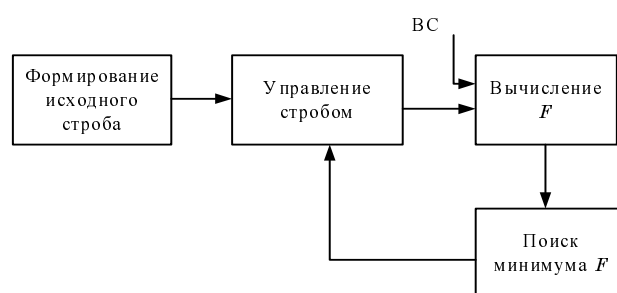 ВС
Формирование
исходного
строба
Управление
стробом
Вычисление
F
Поиск
минимума F